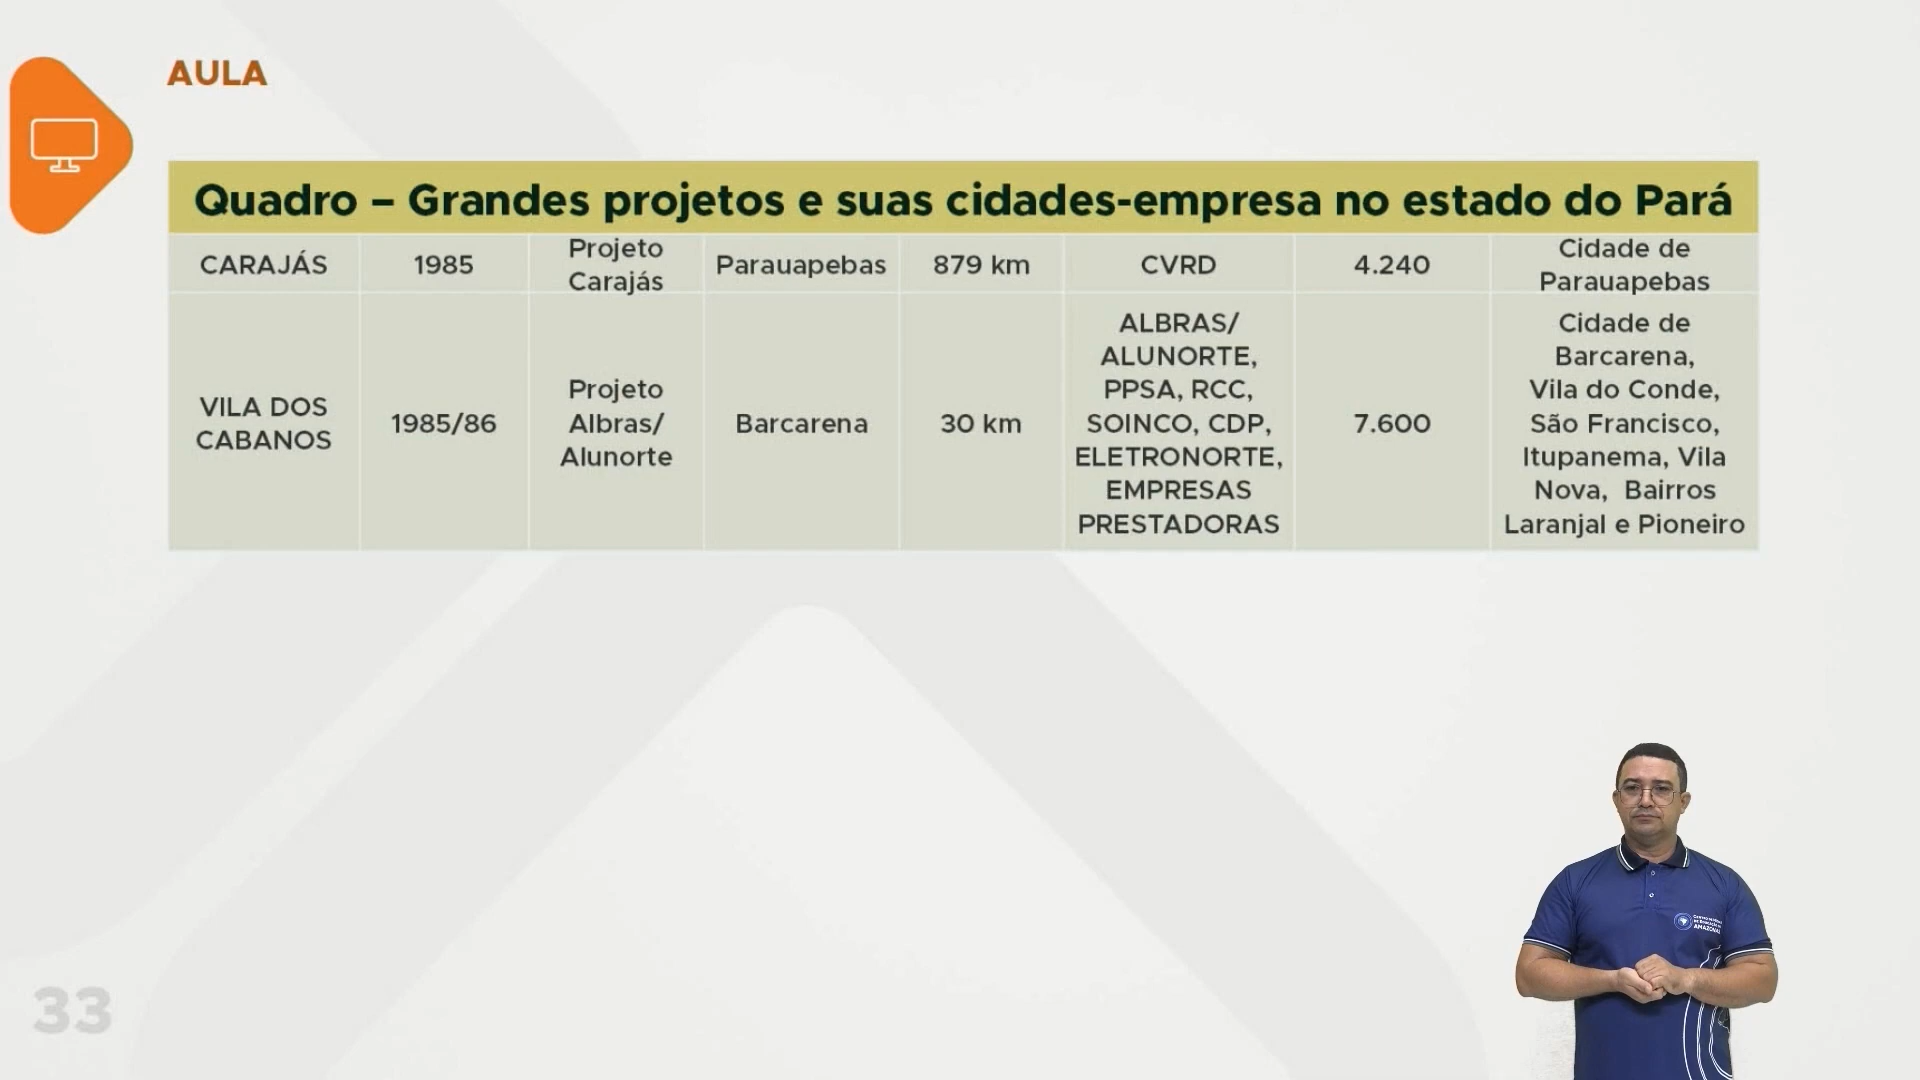 AULA
Quadro – Grandes projetos e suas cidades-empresa no estado do Pará
CARAJÁS
1985
Projeto
Carajás
Parauapebas
879 km
CVRD
4.240
Cidade de
Parauapebas
VILA DOS
CABANOS
1985/86
Projeto
Albras/
Alunorte
Barcarena
30 km
ALBRAS/
ALUNORTE,
PPSA, RCC,
SOINCO, CDP,
ELETRONORTE,
EMPRESAS
PRESTADORAS
7.600
Cidade de
Barcarena,
Vila do Conde,
São Francisco,
Itupanema, Vila
Nova, Bairros
Laranjal e Pioneiro
33